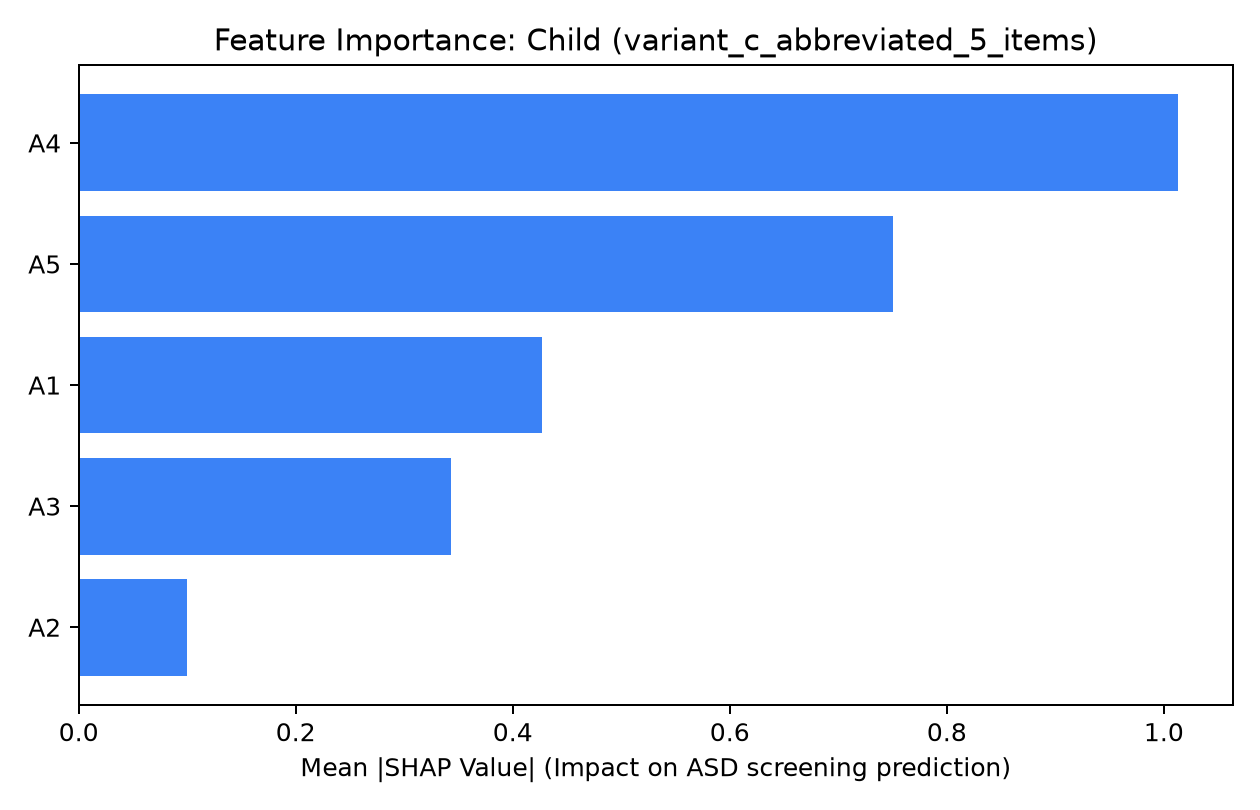 Feature Importance: Child (variant_c_abbreviated_5_items)
A4
A5
A1
A3
A2
0.0 0.2 0.4 0.6 0.8 1.0
Mean |SHAP Value| (Impact on ASD screening prediction)